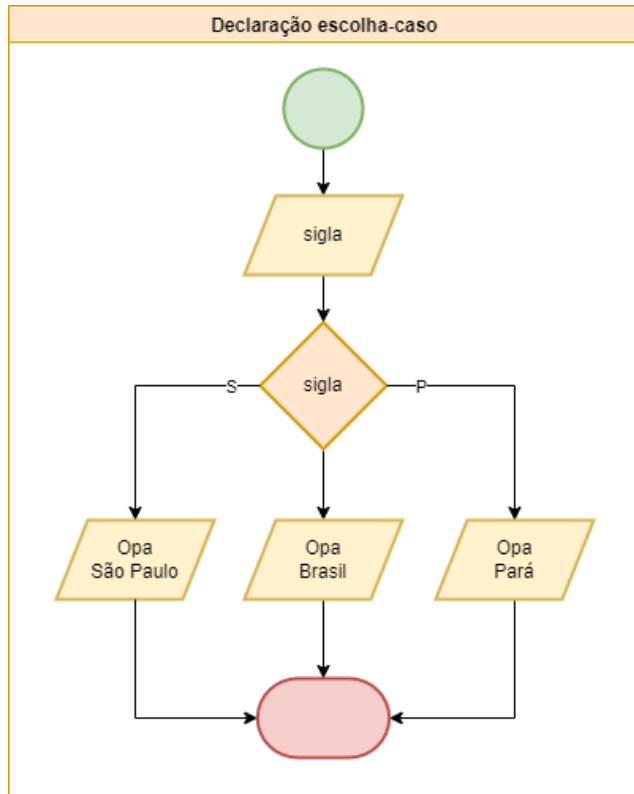 Declaração escolha-caso
sigla
sigla
S
P
Opa
São Paulo
Opa
Brasil
Opa
Pará